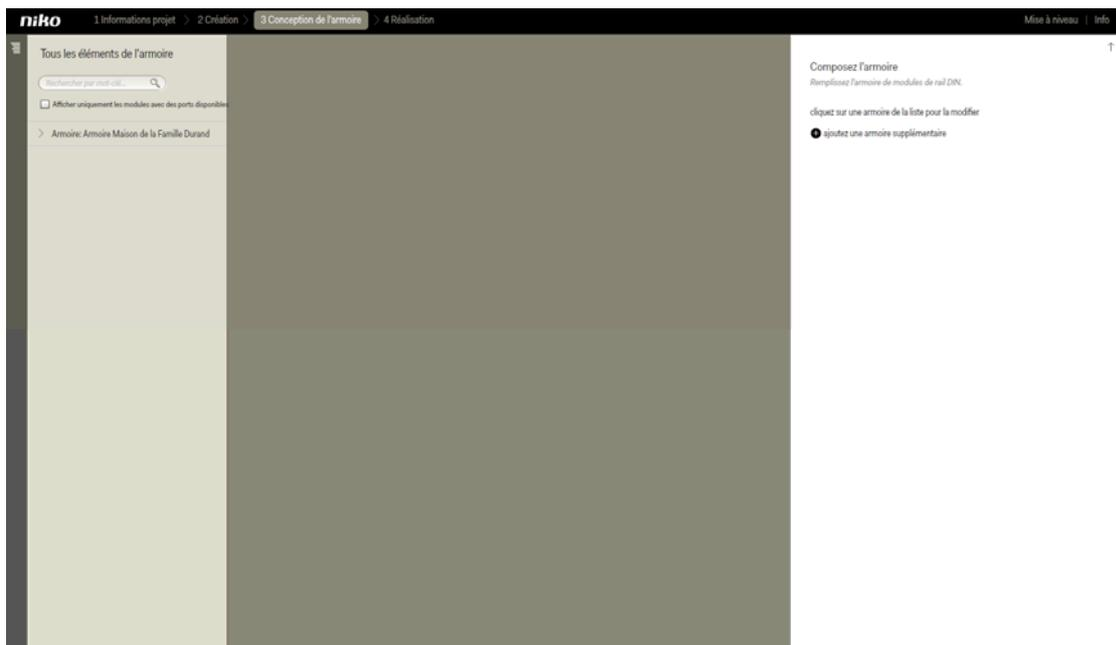 niko 1 Informations projet > 2 Création > 3 Conception de l'armoire > 4 Réalisation Mise à niveau | Info
Tous les éléments de l'armoire
Rechercher par mot-clé...
Afficher uniquement les modules avec des ports disponibles
> Armoire: Armoire Maison de la Famille Durand
Composez l'armoire
Remplissez l'armoire de modules de rail DIN.
cliquez sur une armoire de la liste pour la modifier
ajoutez une armoire supplémentaire